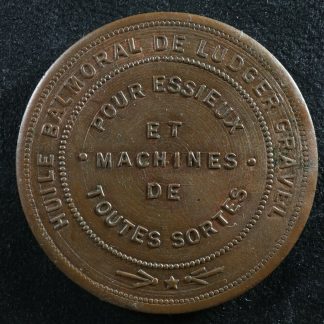 HUILE BALMORAL DE LUDGER GRAVEL
POUR ESSIEUX
ET
· MACHINES ·
DE
TOUTES SORTES